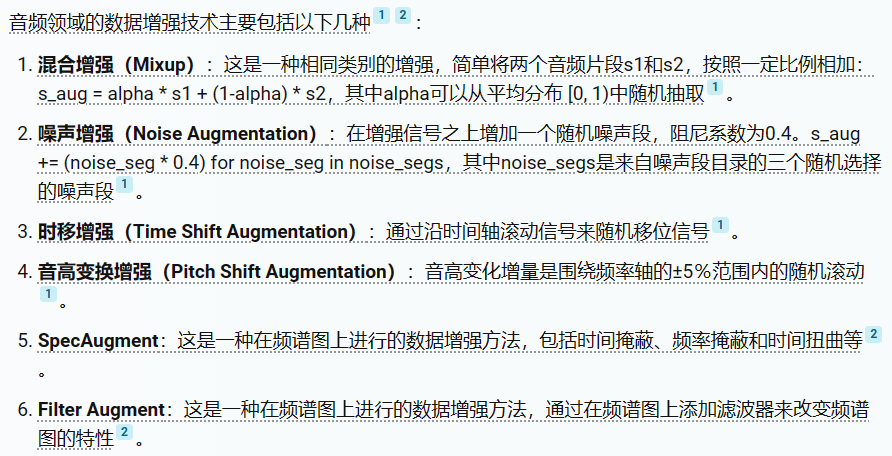 音频领域的数据增强技术主要包括以下几种 1 2 ：
1. 混合增强（Mixup）：这是一种相同类别的增强，简单将两个音频片段s1和s2，按照一定比例相加：
s_aug = alpha * s1 + (1-alpha) * s2，其中alpha可以从平均分布 [0, 1)中随机抽取 1 。
2. 噪声增强（Noise Augmentation）：在增强信号之上增加一个随机噪声段，阻尼系数为0.4。s_aug
+= (noise_seg * 0.4) for noise_seg in noise_segs，其中noise_segs是来自噪声段目录的三个随机选择
的噪声段 1 。
3. 时移增强（Time Shift Augmentation）：通过沿时间轴滚动信号来随机移位信号 1 。
4. 音高变换增强（Pitch Shift Augmentation）：音高变化增量是围绕频率轴的±5％范围内的随机滚动
1 。
5. SpecAugment：这是一种在频谱图上进行的数据增强方法，包括时间掩蔽、频率掩蔽和时间扭曲等 2
。
6. Filter Augment：这是一种在频谱图上进行的数据增强方法，通过在频谱图上添加滤波器来改变频谱
图的特性 2 。